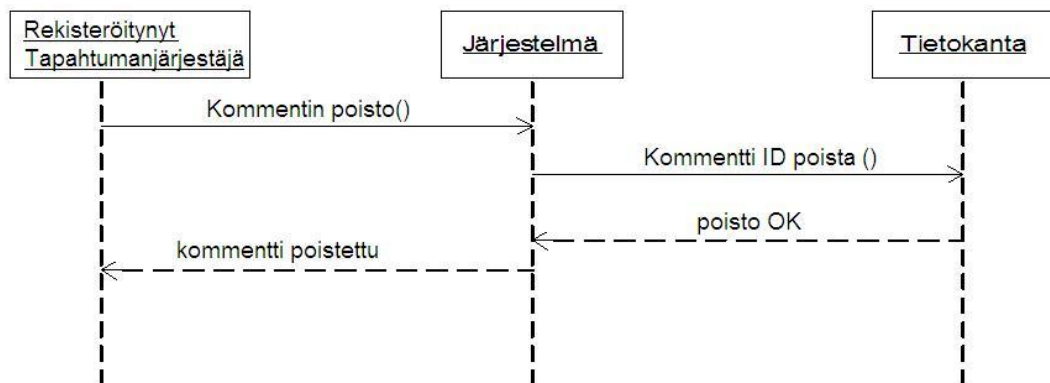 Rekisteröitynyt
Tapahtumanjärjestäjä
Järjestelmä
Tietokanta
Kommentin poisto()
Kommentti ID poista ()
poisto OK
kommentti poistettu